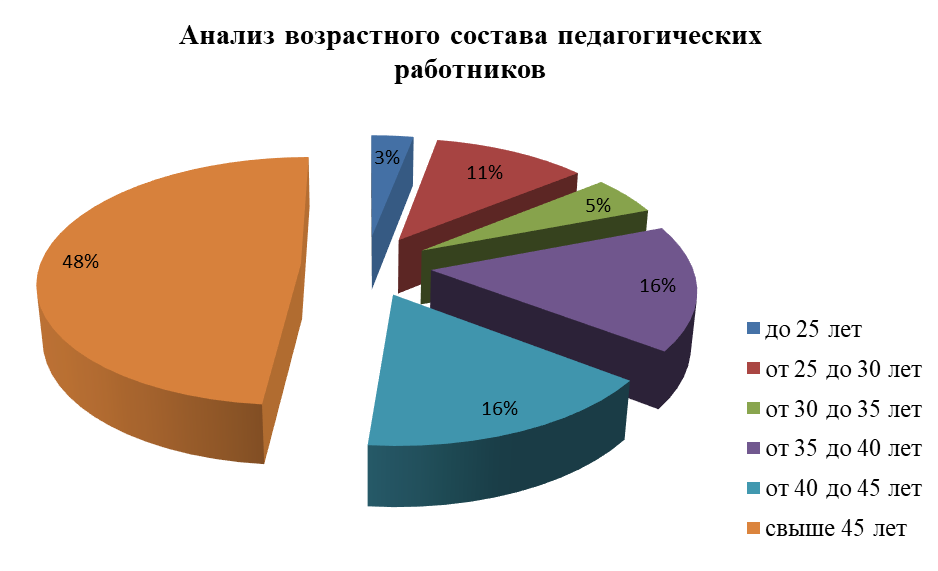 Анализ возрастного состава педагогических
работников
3%
11%
5%
16%
16%
48%
до 25 лет
от 25 до 30 лет
от 30 до 35 лет
от 35 до 40 лет
от 40 до 45 лет
свыше 45 лет